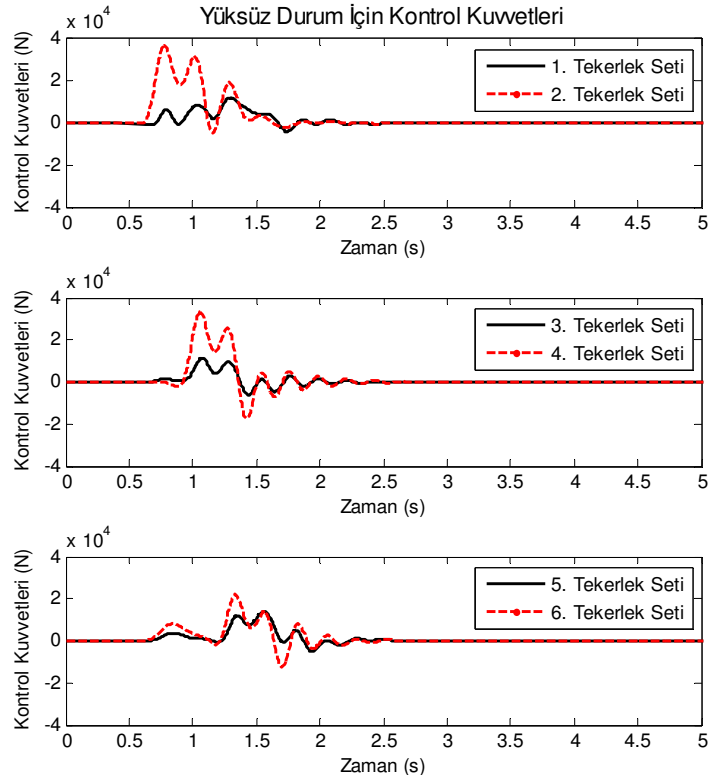 Yüksüz Durum İçin Kontrol Kuvvetleri
x 10^4
Kontrol Kuvvetleri (N)
4
2
0
-2
-4
1. Tekerlek Seti
2. Tekerlek Seti
0 0.5 1 1.5 2 2.5 3 3.5 4 4.5 5
Zaman (s)
x 10^4
Kontrol Kuvvetleri (N)
4
2
0
-2
-4
3. Tekerlek Seti
4. Tekerlek Seti
0 0.5 1 1.5 2 2.5 3 3.5 4 4.5 5
Zaman (s)
x 10^4
Kontrol Kuvvetleri (N)
4
2
0
-2
-4
5. Tekerlek Seti
6. Tekerlek Seti
0 0.5 1 1.5 2 2.5 3 3.5 4 4.5 5
Zaman (s)